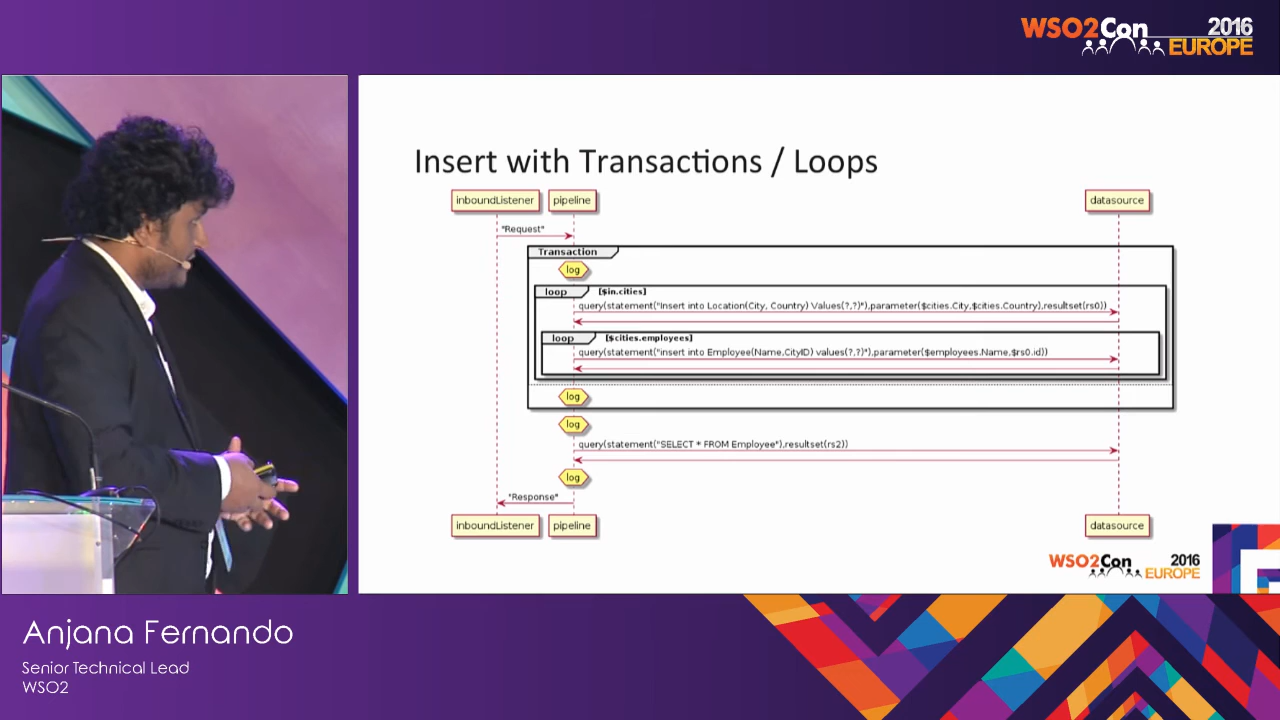 WSO2Con 2016
EUROPE
Insert with Transactions / Loops
inboundListener pipeline datasource
"Request"
Transaction
log
loop [$in.cities]
query(statement("Insert into Location(City, Country) Values(?,?)"),parameter($cities.City,$cities.Country),resultset(rs0))
loop [$cities.employees]
query(statement("insert into Employee(Name,CityID) values(?,?)"),parameter($employees.Name,$rs0.id))
log
log
query(statement("SELECT * FROM Employee"),resultset(rs2))
log
"Response"
inboundListener pipeline datasource
WSO2Con 2016
EUROPE
Anjana Fernando
Senior Technical Lead
WSO2